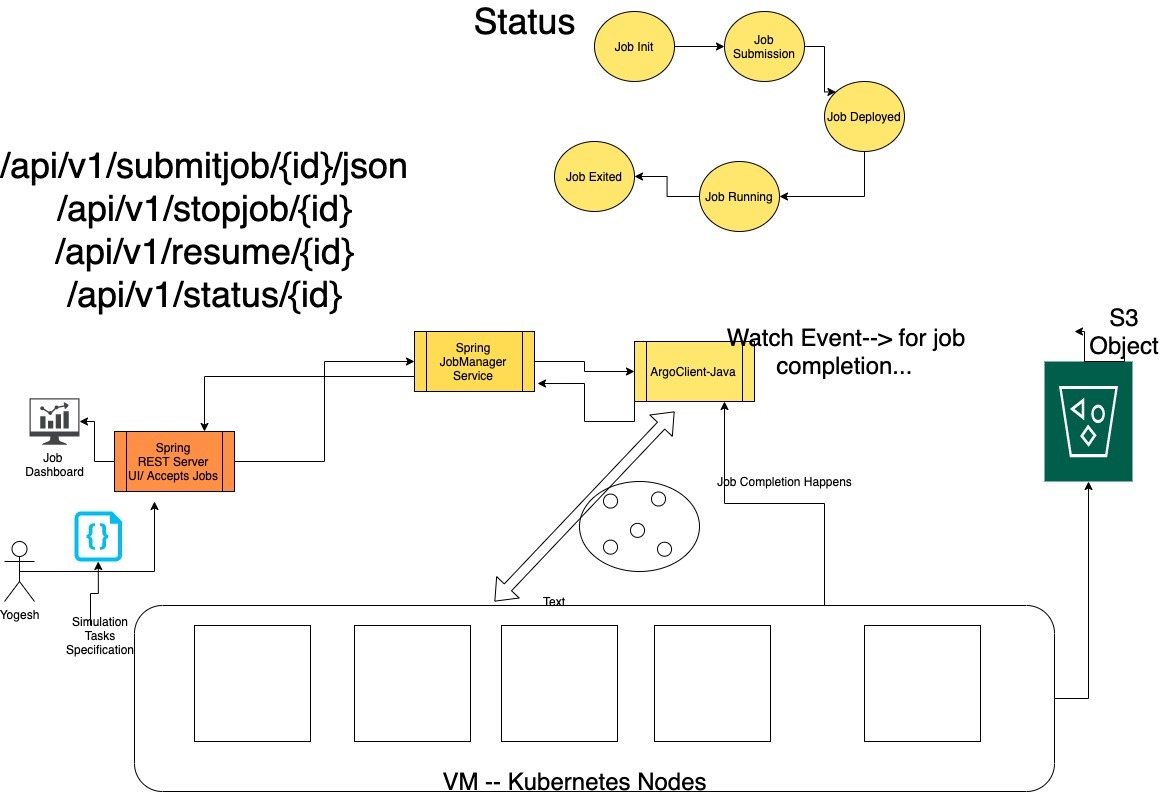 Status
Job Init
Job
Submission
Job Deployed
Job Running
Job Exited
/api/v1/submitjob/{id}/json
/api/v1/stopjob/{id}
/api/v1/resume/{id}
/api/v1/status/{id}
Spring
JobManager
Service
ArgoClient-Java
Watch Event--> for job
completion...
S3
Object
Job
Dashboard
Spring
REST Server
UI/ Accepts Jobs
{}
Job Completion Happens
Yogesh
Simulation
Tasks
Specification
Text
VM -- Kubernetes Nodes